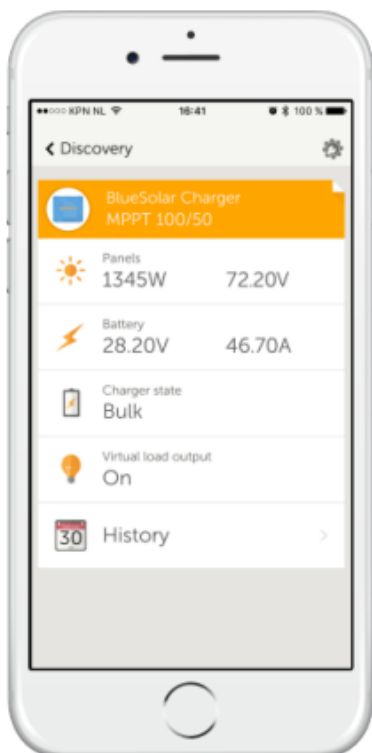 KPN NL 16:41 100 %
Discovery
BlueSolar Charger
MPPT 100/50
Panels
1345W 72.20V
Battery
28.20V 46.70A
Charger state
Bulk
Virtual load output
On
30 History